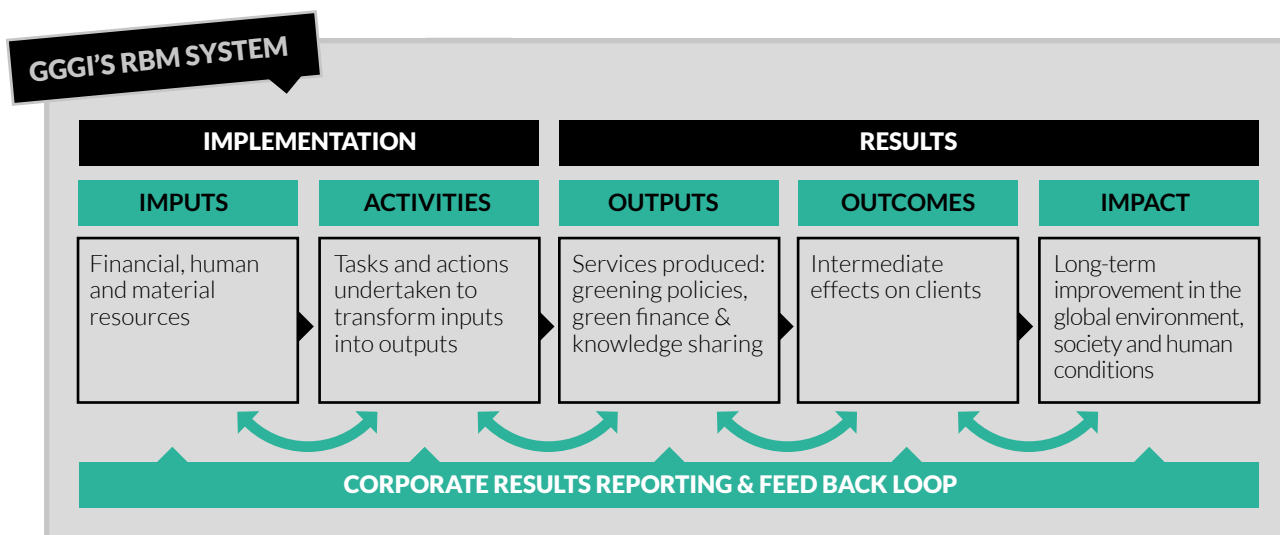 GGGI'S RBM SYSTEM
IMPLEMENTATION
RESULTS
IMPUTS
ACTIVITIES
OUTPUTS
OUTCOMES
IMPACT
Financial, human
and material
resources
Tasks and actions
undertaken to
transform inputs
into outputs
Services produced:
greening policies,
green finance &
knowledge sharing
Intermediate
effects on clients
Long-term
improvement in the
global environment,
society and human
conditions
CORPORATE RESULTS REPORTING & FEED BACK LOOP